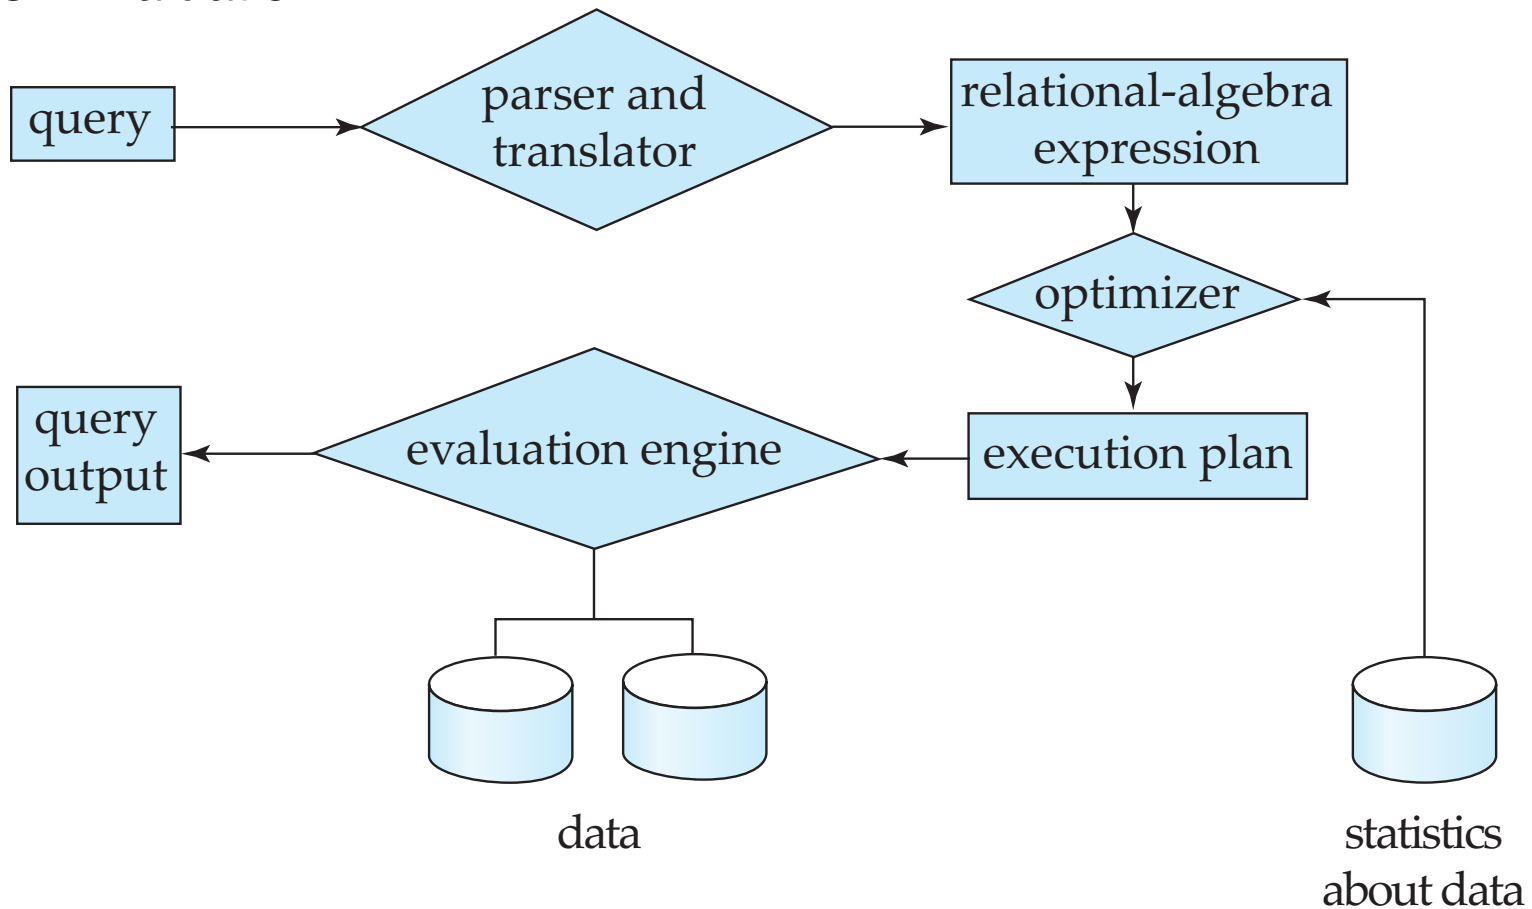 query
parser and
translator
relational-algebra
expression
optimizer
query
output
evaluation engine
execution plan
data
statistics
about data